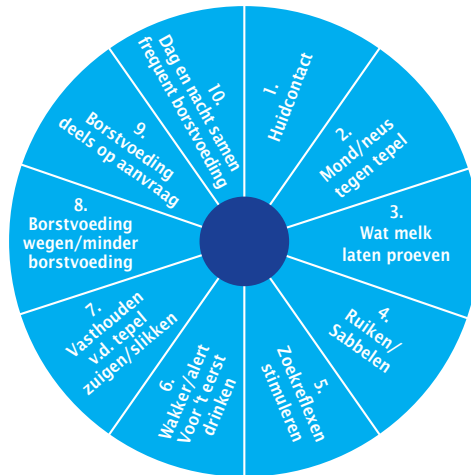 1.
Huidcontact
2.
Mond/neus
tegen tepel
3.
Wat melk
laten proeven
4.
Ruiken/
Sabbelen
5.
Zoekreflexen
stimuleren
6.
Wakker/alert
Voor 't eerst
drinken
7.
Vasthouden
v.d. tepel
zuigen/slikken
8.
Borstvoeding
wegen/minder
borstvoeding
9.
Borstvoeding
deels op aanvraag
10.
Dag en nacht samen
frequent borstvoeding